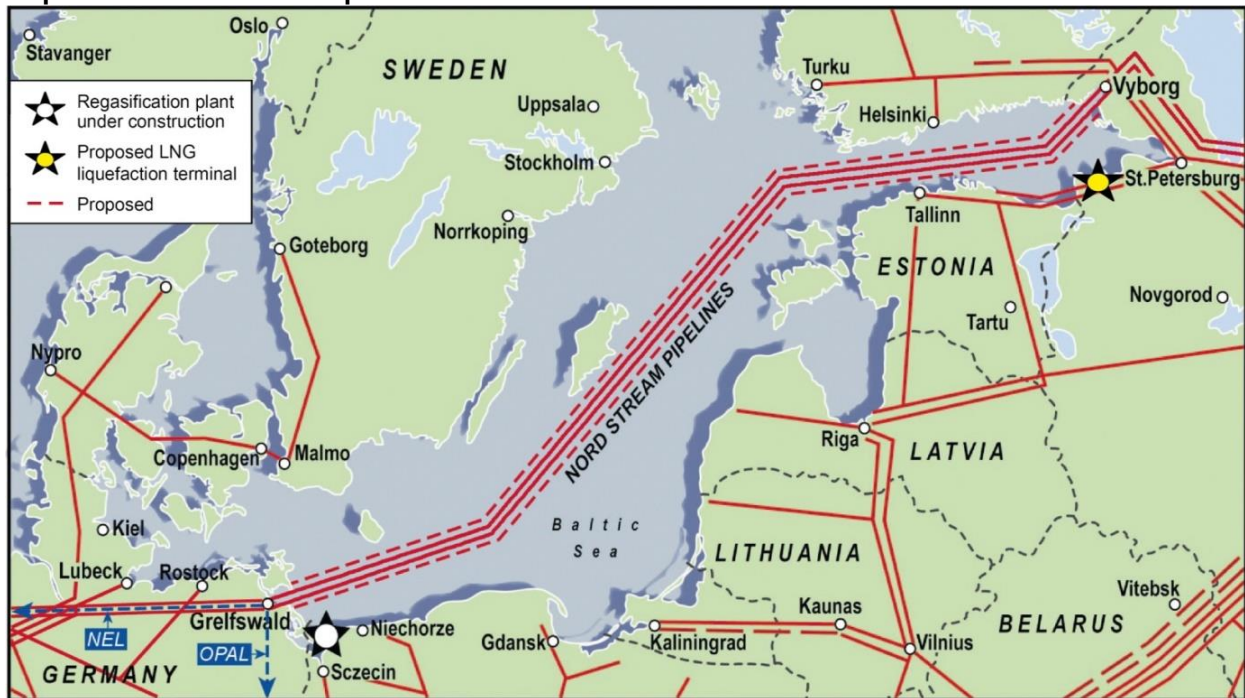 Oslo
Stavanger
SWEDEN
Turku
Vyborg
Regasification plant
under construction
Uppsala
Helsinki
Proposed LNG
liquefaction terminal
Stockholm
St.Petersburg
Proposed
Tallinn
Norrkoping
Goteborg
ESTONIA
Novgorod
Tartu
NORD STREAM PIPELINES
Nypro
Riga
LATVIA
Copenhagen
Malmo
Baltic
Sea
Kiel
LITHUANIA
Lubeck
Rostock
Vitebsk
Grelfswald
Kaunas
BELARUS
NEL
OPAL
Niechorze
Gdansk
Kaliningrad
Vilnius
GERMANY
Sczecin